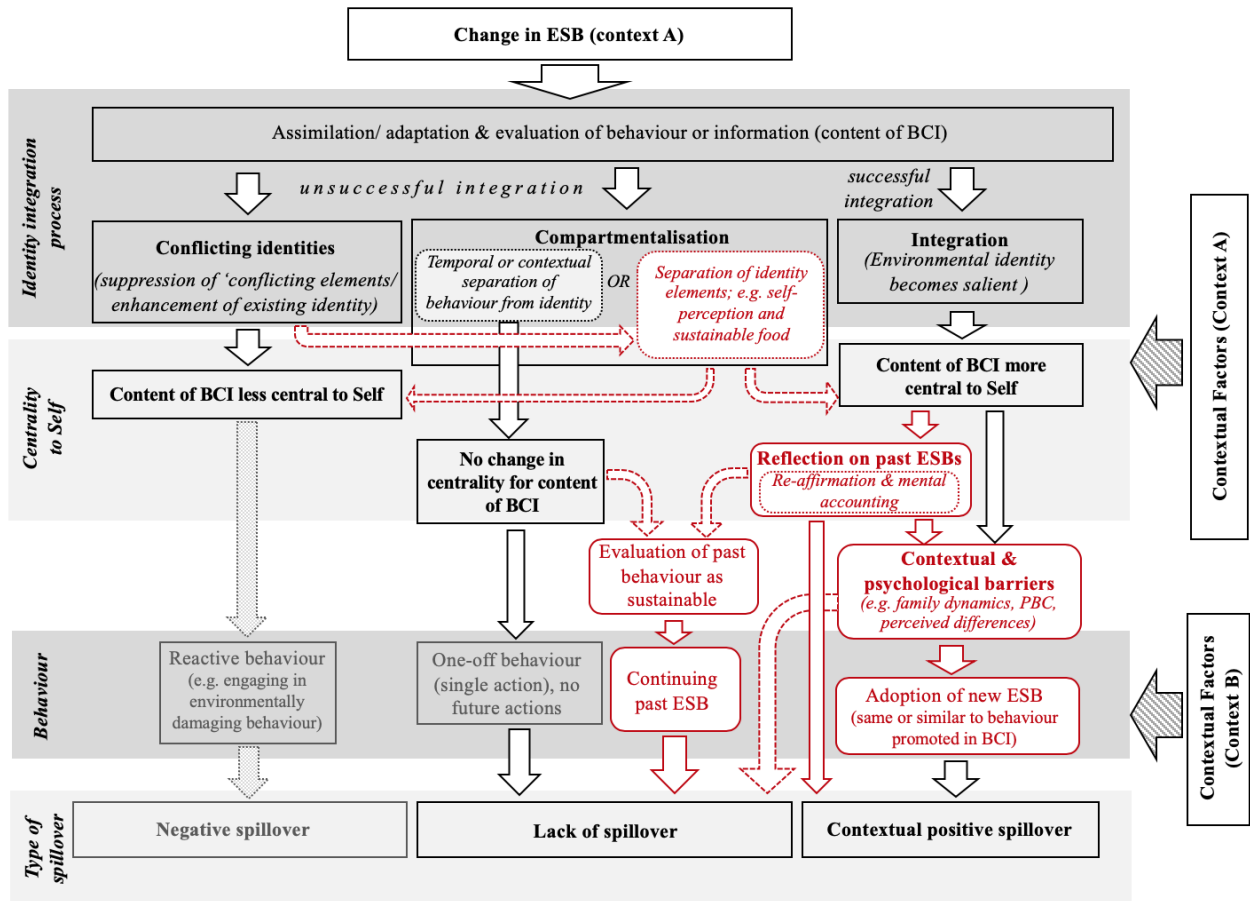 Change in ESB (context A)
Identity integration
process
Assimilation/ adaptation & evaluation of behaviour or information (content of BCI)
unsuccessful integration
successful
integration
Conflicting identities
(suppression of ‘conflicting elements/
enhancement of existing identity)
Compartmentalisation
Temporal or contextual
separation of
behaviour from identity
OR
Separation of identity
elements; e.g. self-
perception and
sustainable food
Integration
(Environmental identity
becomes salient )
Contextual Factors (Context A)
Centrality
to Self
Content of BCI less central to Self
Content of BCI more
central to Self
No change in
centrality for content
of BCI
Reflection on past ESBs
Re-affirmation & mental
accounting
Evaluation of past
behaviour as
sustainable
Contextual &
psychological barriers
(e.g. family dynamics, PBC,
perceived differences)
Behaviour
Reactive behaviour
(e.g. engaging in
environmentally
damaging behaviour)
One-off behaviour
(single action), no
future actions
Continuing
past ESB
Adoption of new ESB
(same or similar to behaviour
promoted in BCI)
Contextual Factors
(Context B)
Type of
spillover
Negative spillover
Lack of spillover
Contextual positive spillover